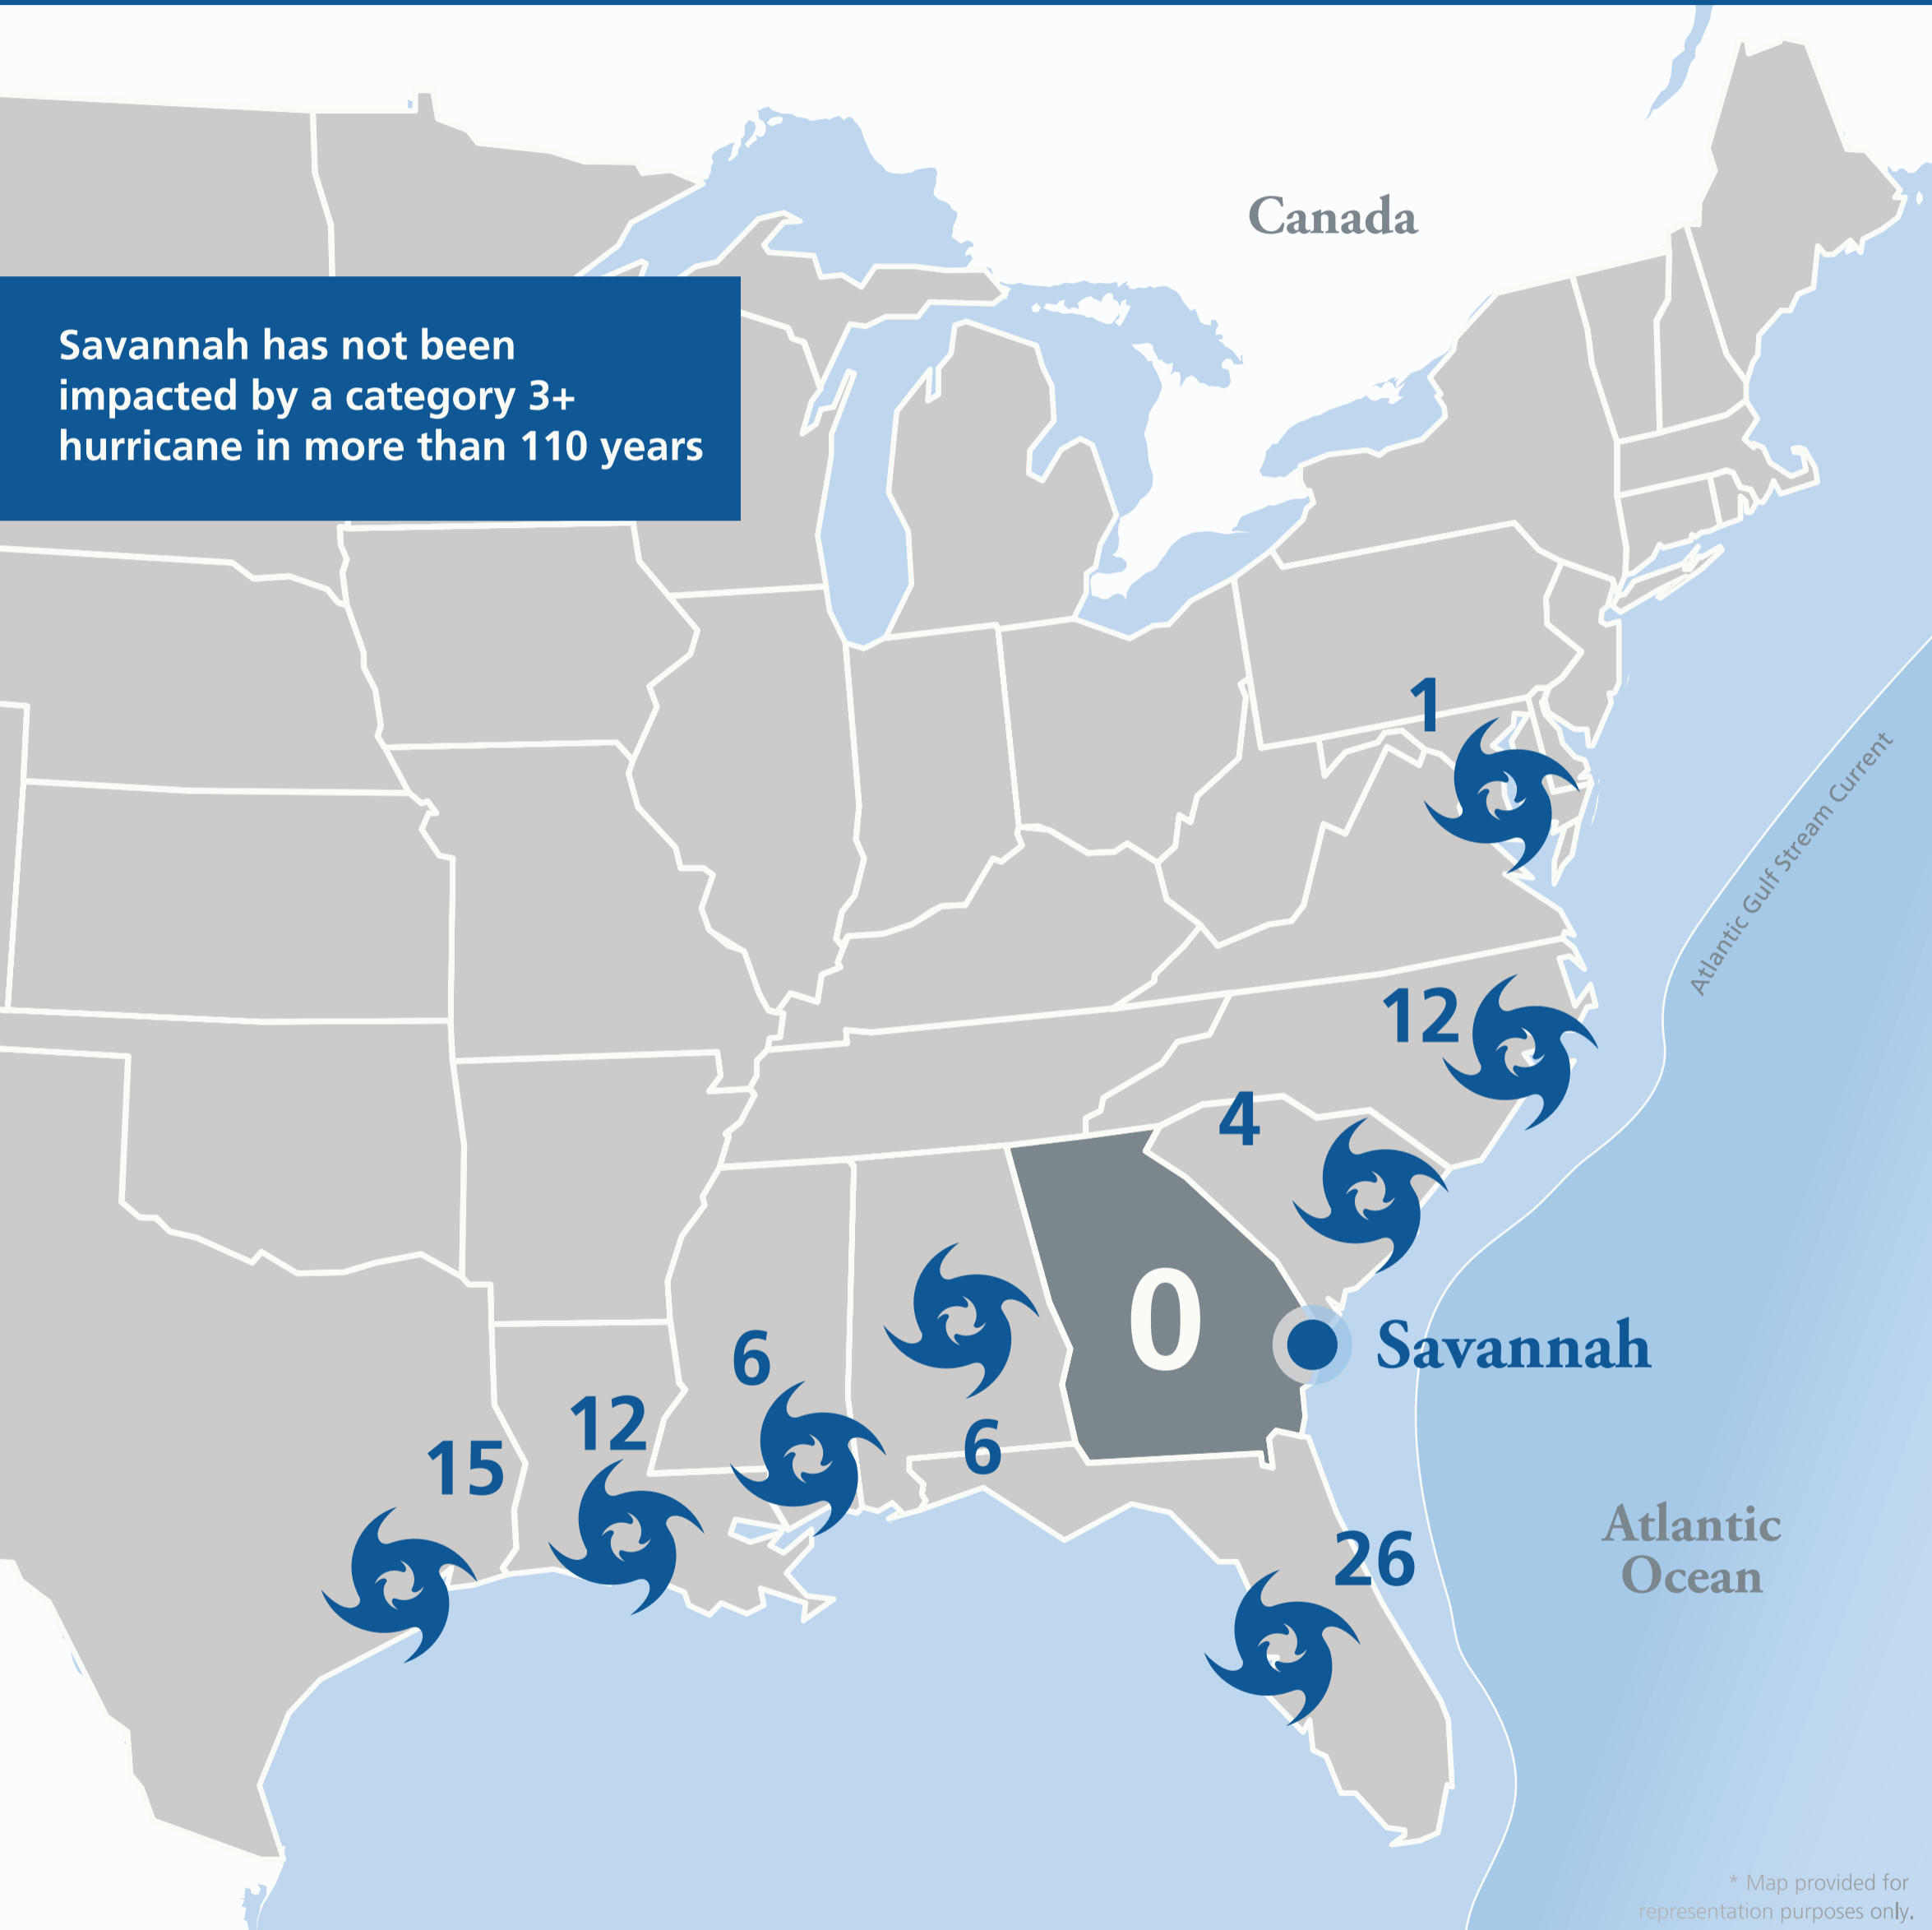 Canada
Savannah has not been
impacted by a category 3+
hurricane in more than 110 years
1
Atlantic Gulf Stream Current
12
4
0
Savannah
6
12
6
15
26
Atlantic
Ocean
* Map provided for
representation purposes only.